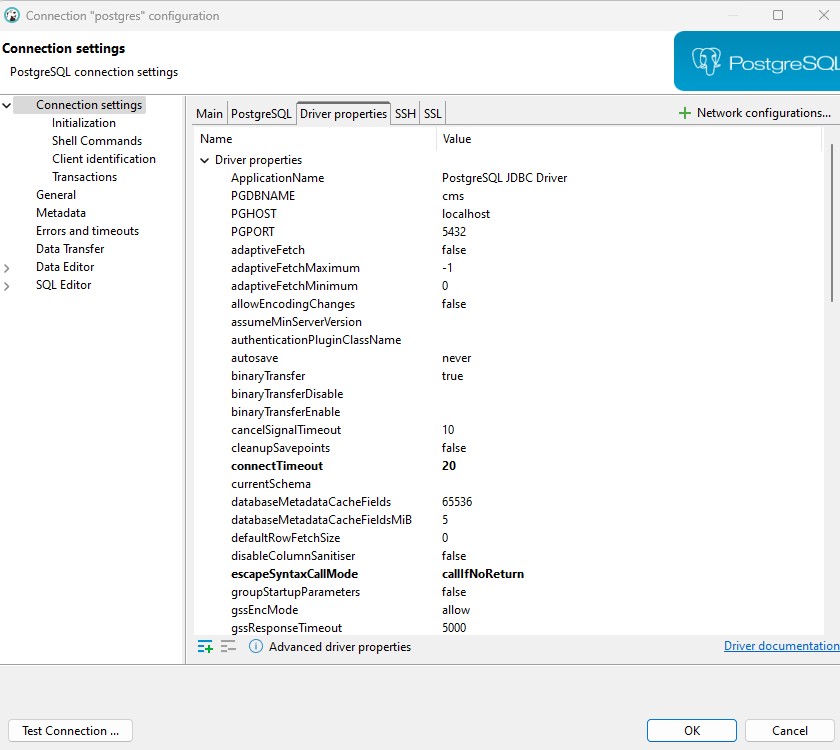 Connection "postgres" configuration
Connection settings
PostgreSQL connection settings
PostgreSQL
Connection settings
Initialization
Shell Commands
Client identification
Transactions
General
Metadata
Errors and timeouts
Data Transfer
Data Editor
SQL Editor
Main PostgreSQL Driver properties SSH SSL Network configurations...
Name Value
Driver properties
ApplicationName PostgreSQL JDBC Driver
PGDBNAME cms
PGHOST localhost
PGPORT 5432
adaptiveFetch false
adaptiveFetchMaximum -1
adaptiveFetchMinimum 0
allowEncodingChanges false
assumeMinServerVersion
authenticationPluginClassName
autosave never
binaryTransfer true
binaryTransferDisable
binaryTransferEnable
cancelSignalTimeout 10
cleanupSavepoints false
connectTimeout 20
currentSchema
databaseMetadataCacheFields 65536
databaseMetadataCacheFieldsMiB 5
defaultRowFetchSize 0
disableColumnSanitiser false
escapeSyntaxCallMode callIfNoReturn
groupStartupParameters false
gssEncMode allow
gssResponseTimeout 5000
Advanced driver properties Driver documentation
Test Connection ... OK Cancel